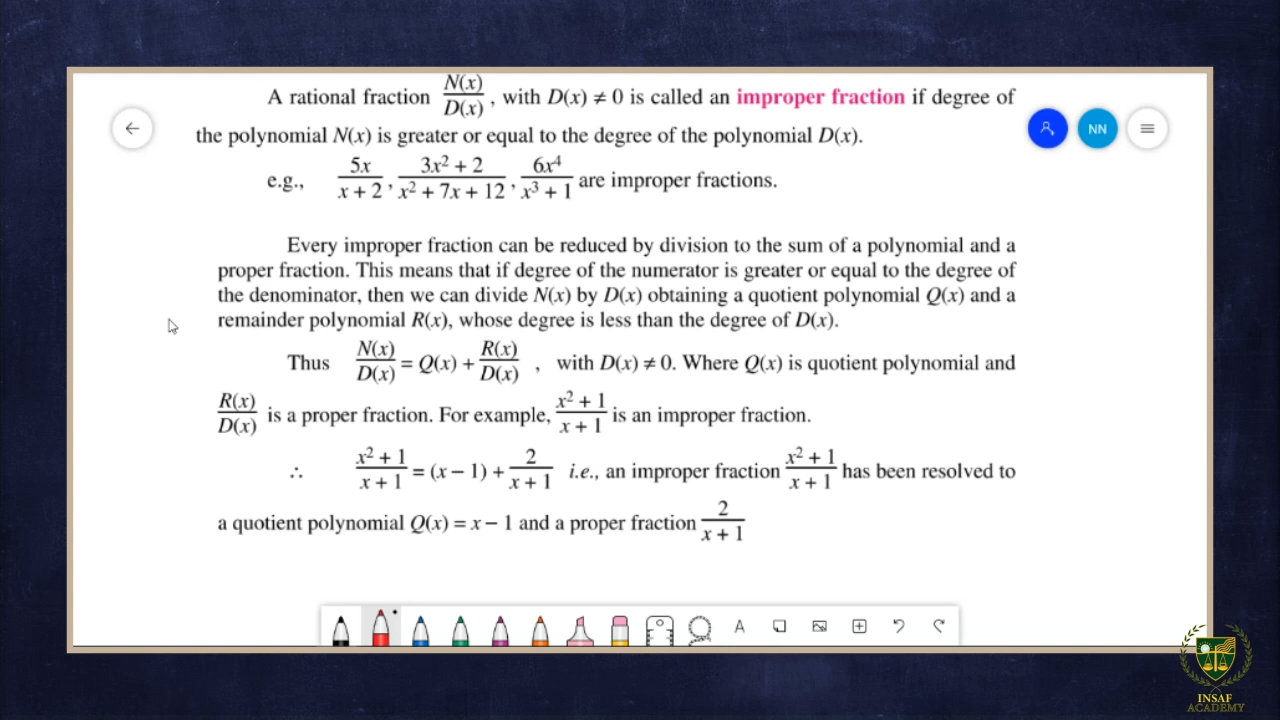 A rational fraction N(x)/D(x) , with D(x) ≠ 0 is called an improper fraction if degree of
the polynomial N(x) is greater or equal to the degree of the polynomial D(x).
e.g., 5x/(x + 2) , (3x² + 2)/(x² + 7x + 12) , 6x⁴/(x³ + 1) are improper fractions.
Every improper fraction can be reduced by division to the sum of a polynomial and a
proper fraction. This means that if degree of the numerator is greater or equal to the degree of
the denominator, then we can divide N(x) by D(x) obtaining a quotient polynomial Q(x) and a
remainder polynomial R(x), whose degree is less than the degree of D(x).
Thus N(x)/D(x) = Q(x) + R(x)/D(x) , with D(x) ≠ 0. Where Q(x) is quotient polynomial and
R(x)/D(x) is a proper fraction. For example, (x² + 1)/(x + 1) is an improper fraction.
∴ (x² + 1)/(x + 1) = (x – 1) + 2/(x + 1) i.e., an improper fraction (x² + 1)/(x + 1) has been resolved to
a quotient polynomial Q(x) = x – 1 and a proper fraction 2/(x + 1)
NN
A
INSAF
ACADEMY